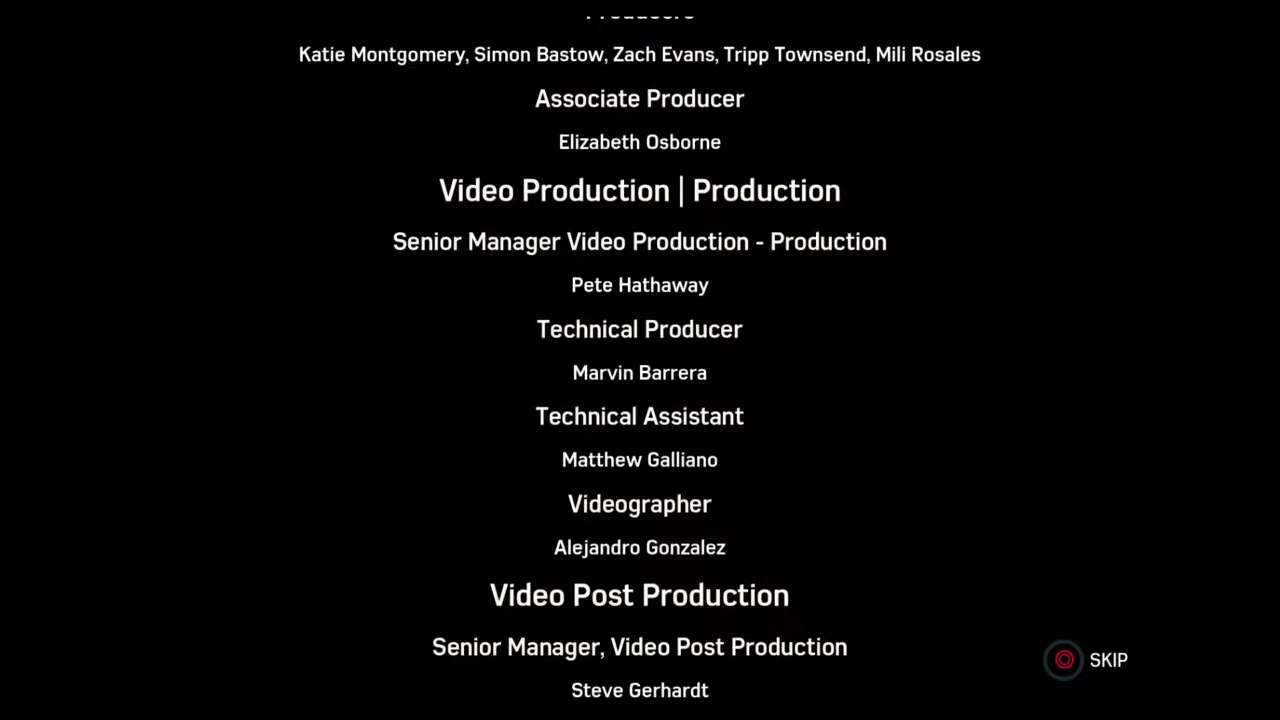 Producers
Katie Montgomery, Simon Bastow, Zach Evans, Tripp Townsend, Mili Rosales
Associate Producer
Elizabeth Osborne
Video Production | Production
Senior Manager Video Production - Production
Pete Hathaway
Technical Producer
Marvin Barrera
Technical Assistant
Matthew Galliano
Videographer
Alejandro Gonzalez
Video Post Production
Senior Manager, Video Post Production
Steve Gerhardt
SKIP